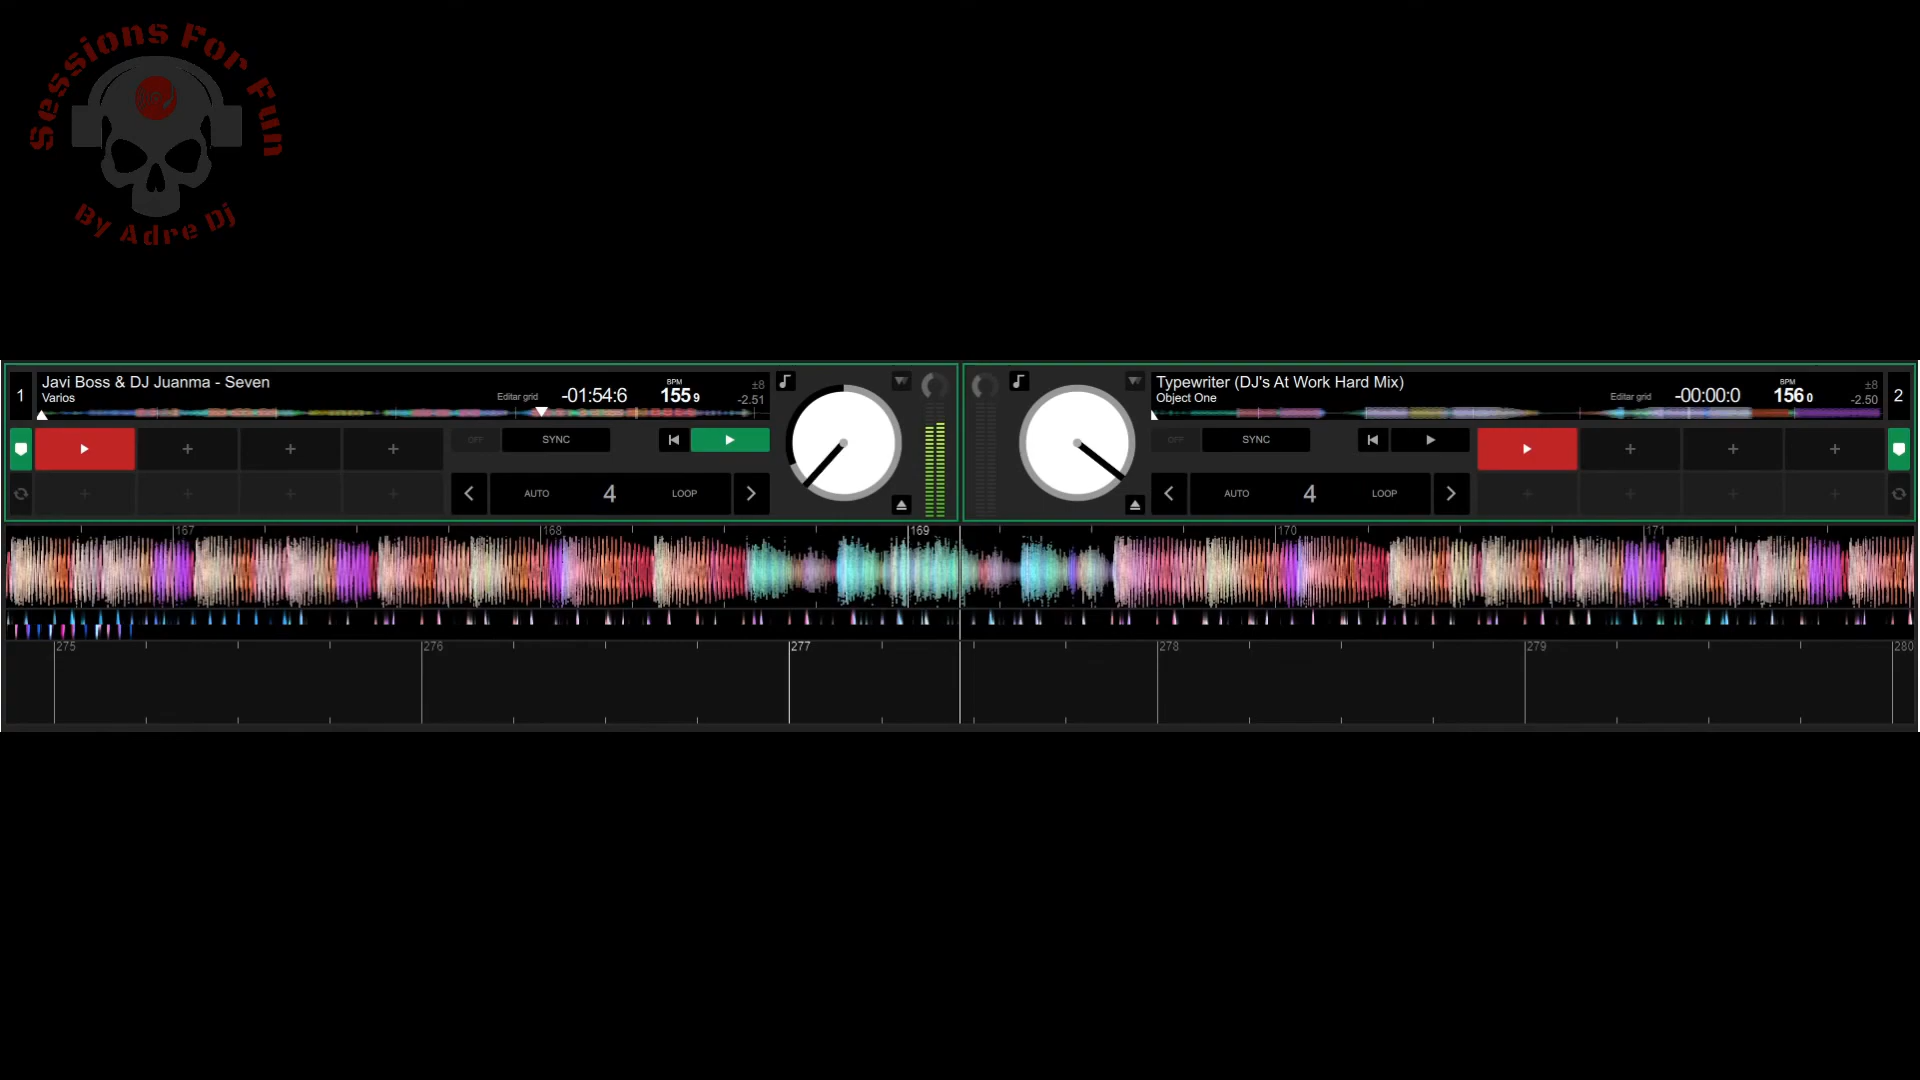 Sessions For Fun
By Adre Dj
1
Javi Boss & DJ Juanma - Seven
Varios
Editar grid
-01:54:6
BPM
155 9
±8
-2.51
OFF
SYNC
AUTO
4
LOOP
Typewriter (DJ's At Work Hard Mix)
Object One
Editar grid
-00:00:0
BPM
156 0
±8
-2.50
2
OFF
SYNC
AUTO
4
LOOP
167
168
169
170
171
275
276
277
278
279
280